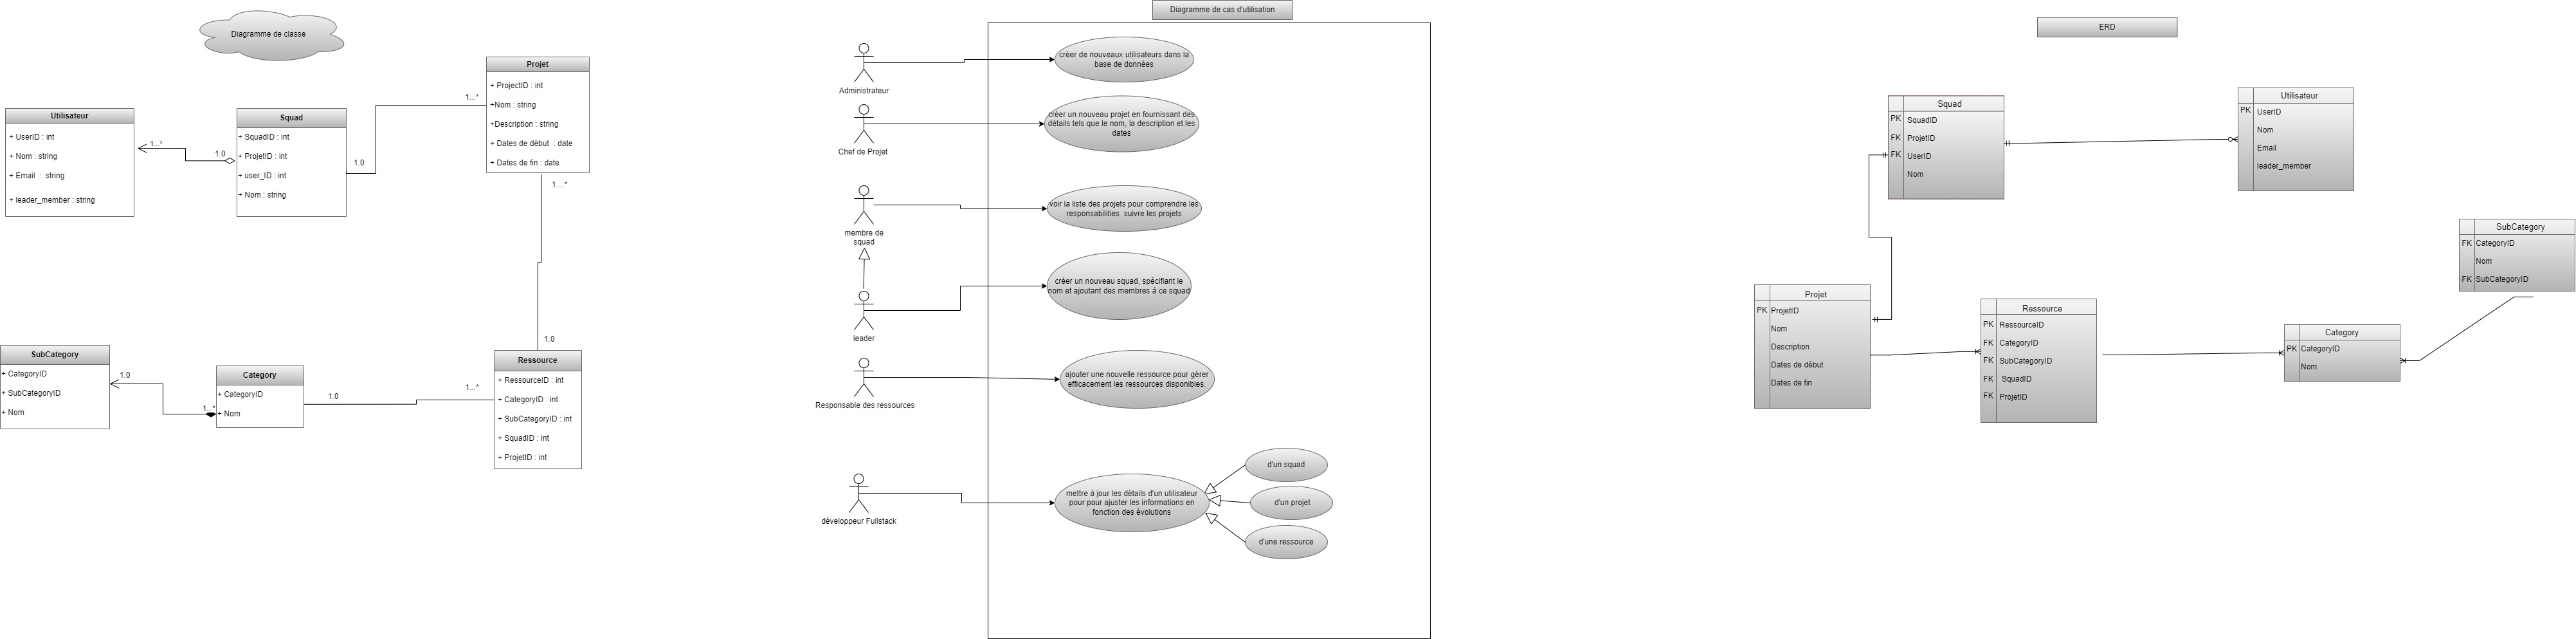 Diagramme de classe
Utilisateur
+ UserID : int
+ Nom : string
+ Email  :  string
+ leader_member : string
1...*
1.0
Squad
+ SquadID : int
+ ProjetID : int
+ user_ID : int
+ Nom : string
1.0
1...*
Projet
+ ProjectID : int
+Nom : string
+Description : string
+ Dates de début  : date
+ Dates de fin : date
1....*
1.0
SubCategory
+ CategoryID
+ SubCategoryID
+ Nom
1.0
1...*
Category
+ CategoryID
+ Nom
1.0
1...*
Ressource
+ RessourceID : int
+ CategoryID : int
+ SubCategoryID : int
+ SquadID : int
+ ProjetID : int
Diagramme de cas d'utilisation
Administrateur
créer de nouveaux utilisateurs dans la
base de données
Chef de Projet
créer un nouveau projet en fournissant des
détails tels que le nom, la description et les
dates
membre de
squad
voir la liste des projets pour comprendre les
responsabilities  suivre les projets
leader
créer un nouveau squad, spécifiant le
nom et ajoutant des membres à ce squad
Responsable des ressources
ajouter une nouvelle ressource pour gérer
efficacement les ressources disponibles.
développeur Fullstack
mettre à jour les détails d'un utilisateur
pour pour ajuster les informations en
fonction des évolutions
d'un squad
d'un projet
d'une ressource
ERD
Squad
PK SquadID
FK ProjetID
FK UserID
Nom
Utilisateur
PK UserID
Nom
Email
leader_member
SubCategory
FK CategoryID
Nom
FK SubCategoryID
Projet
PK ProjetID
Nom
Description
Dates de début
Dates de fin
Ressource
PK RessourceID
FK CategoryID
FK SubCategoryID
FK SquadID
FK ProjetID
Category
PK CategoryID
Nom